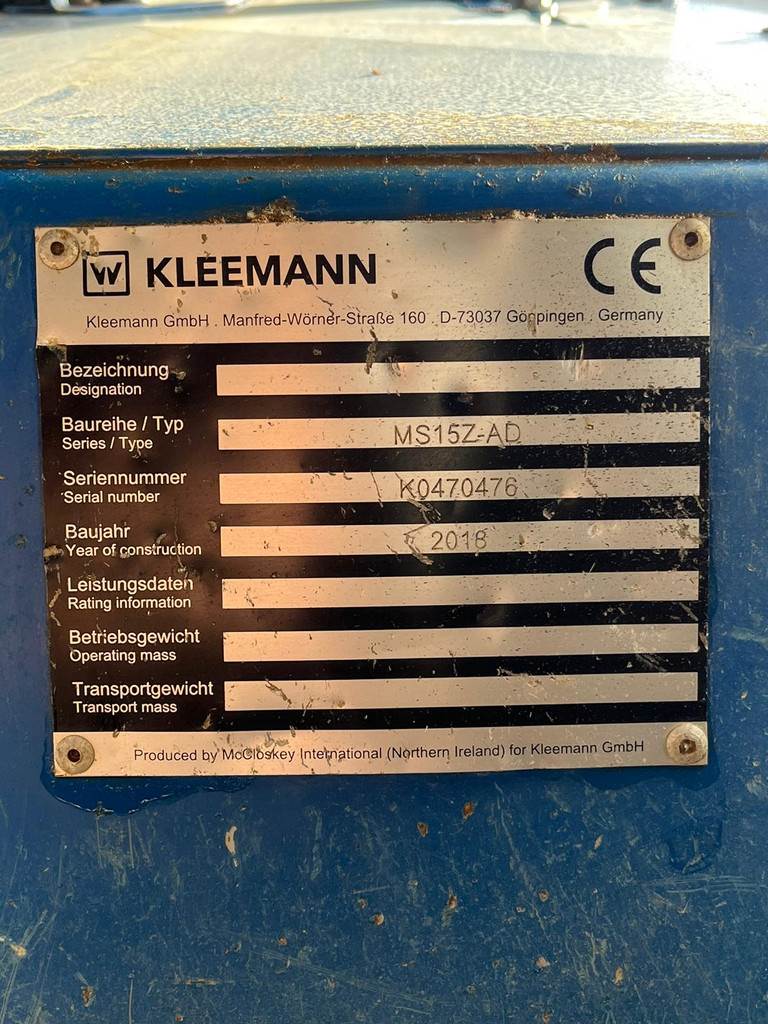 W KLEEMANN CE
Kleemann GmbH . Manfred-Wörner-Straße 160 . D-73037 Göppingen . Germany
Bezeichnung
Designation
Baureihe / Typ MS15Z-AD
Series / Type
Seriennummer K0470476
Serial number
Baujahr 2018
Year of construction
Leistungsdaten
Rating information
Betriebsgewicht
Operating mass
Transportgewicht
Transport mass
Produced by McCloskey International (Northern Ireland) for Kleemann GmbH